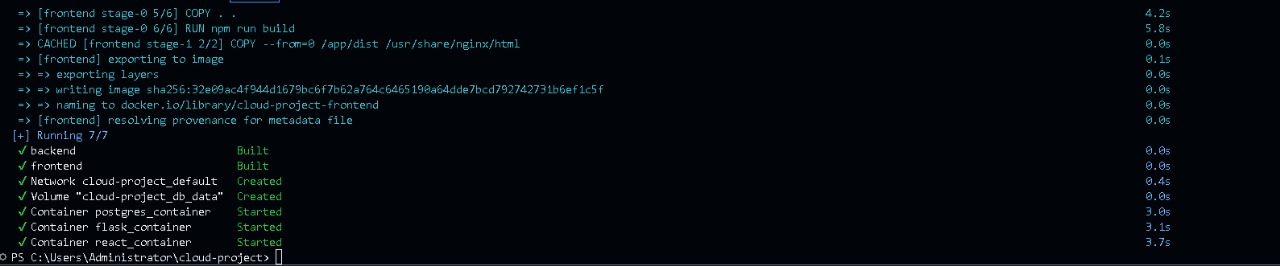 => [frontend stage-0 5/6] COPY . . 4.2s
=> [frontend stage-0 6/6] RUN npm run build 5.8s
=> CACHED [frontend stage-1 2/2] COPY --from=0 /app/dist /usr/share/nginx/html 0.0s
=> [frontend] exporting to image 0.1s
=> => exporting layers 0.0s
=> => writing image sha256:32e09ac4f944d1679bc6f7b62a764c6465190a64dde7bcd792742731b6ef1c5f 0.0s
=> => naming to docker.io/library/cloud-project-frontend 0.0s
=> [frontend] resolving provenance for metadata file 0.0s
[+] Running 7/7
✓ backend Built 0.0s
✓ frontend Built 0.0s
✓ Network cloud-project_default Created 0.4s
✓ Volume "cloud-project_db_data" Created 0.0s
✓ Container postgres_container Started 3.0s
✓ Container flask_container Started 3.1s
✓ Container react_container Started 3.7s
PS C:\Users\Administrator\cloud-project>